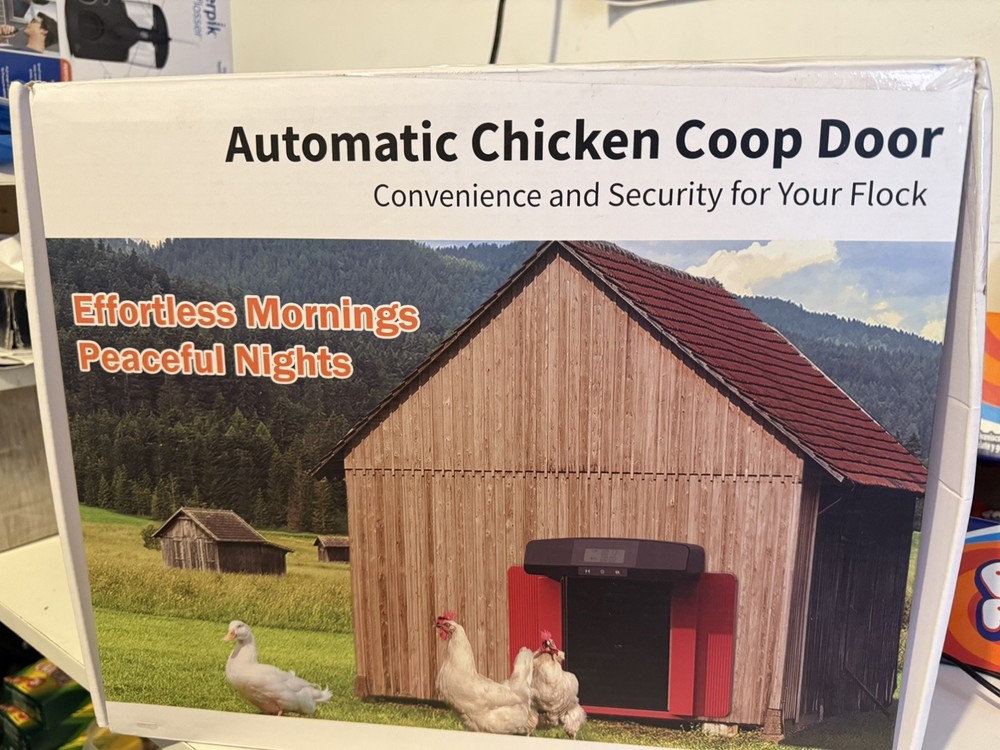 Automatic Chicken Coop Door
Convenience and Security for Your Flock
Effortless Mornings
Peaceful Nights